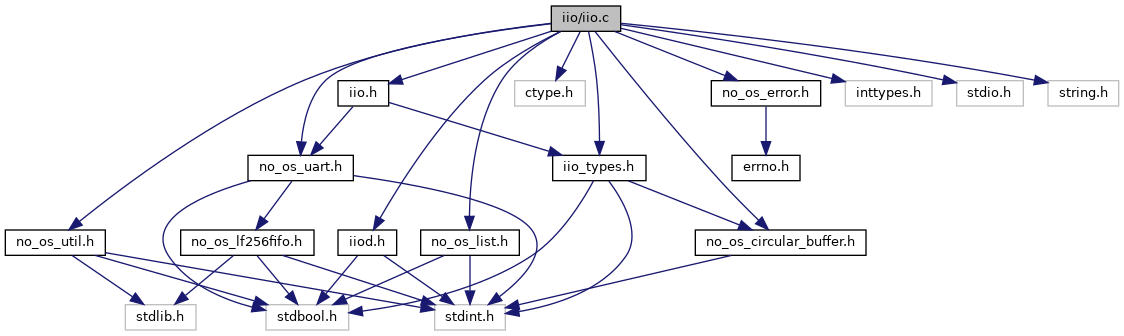 iio/iio.c
iio.h
ctype.h
no_os_error.h
inttypes.h
stdio.h
string.h
no_os_uart.h
iio_types.h
errno.h
no_os_util.h
no_os_lf256fifo.h
iiod.h
no_os_list.h
no_os_circular_buffer.h
stdlib.h
stdbool.h
stdint.h